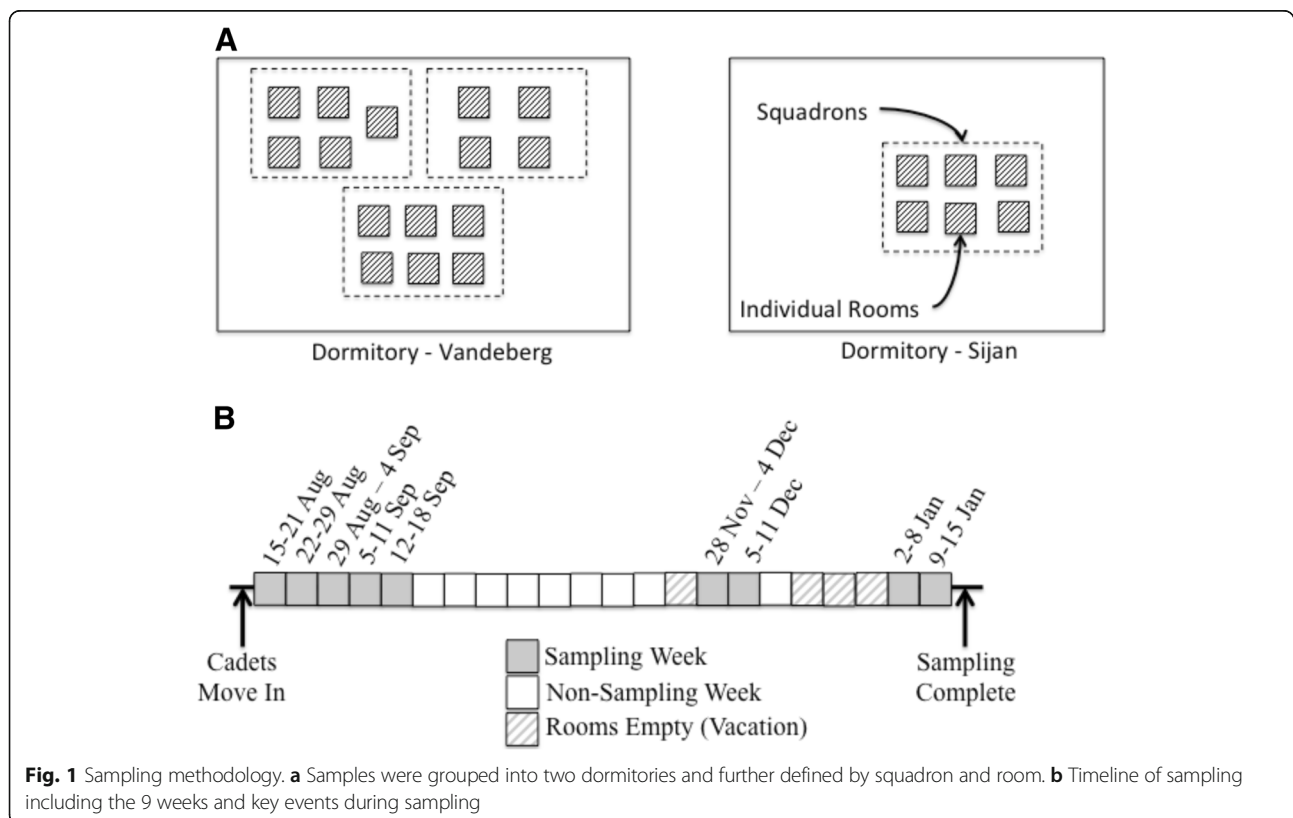 A
Squadrons
Individual Rooms
Dormitory - Vandeberg
Dormitory - Sijan
B
15-21 Aug
22-29 Aug
29 Aug – 4 Sep
5-11 Sep
12-18 Sep
28 Nov – 4 Dec
5-11 Dec
2-8 Jan
9-15 Jan
Cadets
Move In
Sampling Week
Non-Sampling Week
Rooms Empty (Vacation)
Sampling
Complete
Fig. 1 Sampling methodology. a Samples were grouped into two dormitories and further defined by squadron and room. b Timeline of sampling
including the 9 weeks and key events during sampling